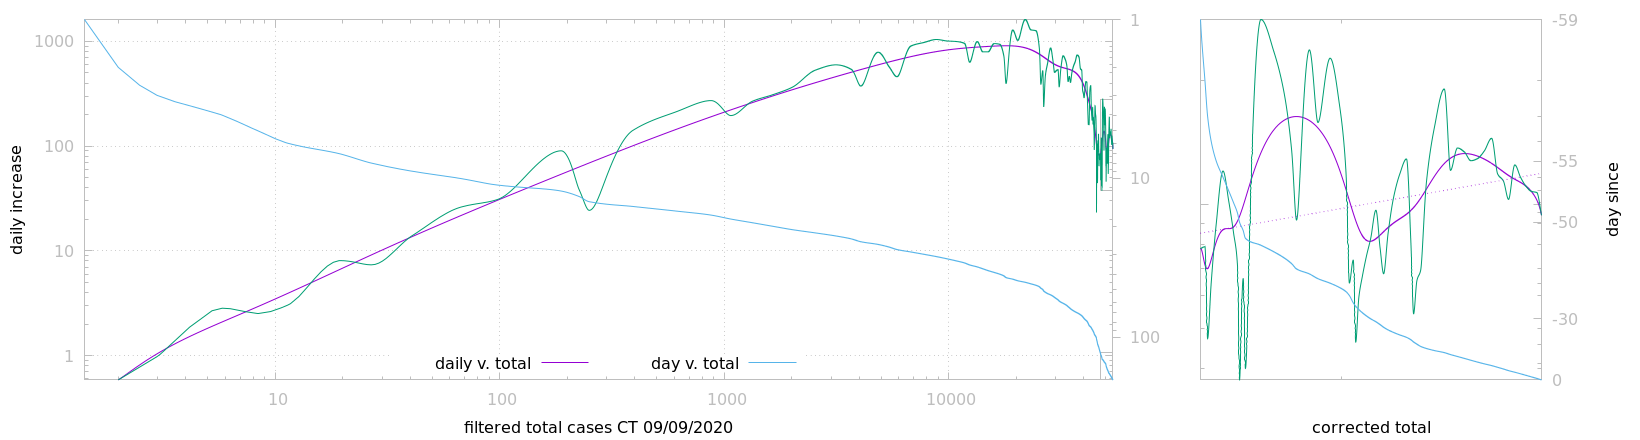 1000
100
10
1
daily increase
10
100
1000
10000
filtered total cases CT 09/09/2020
daily v. total
day v. total
1
10
100
-59
-55
-50
-30
0
day since
corrected total